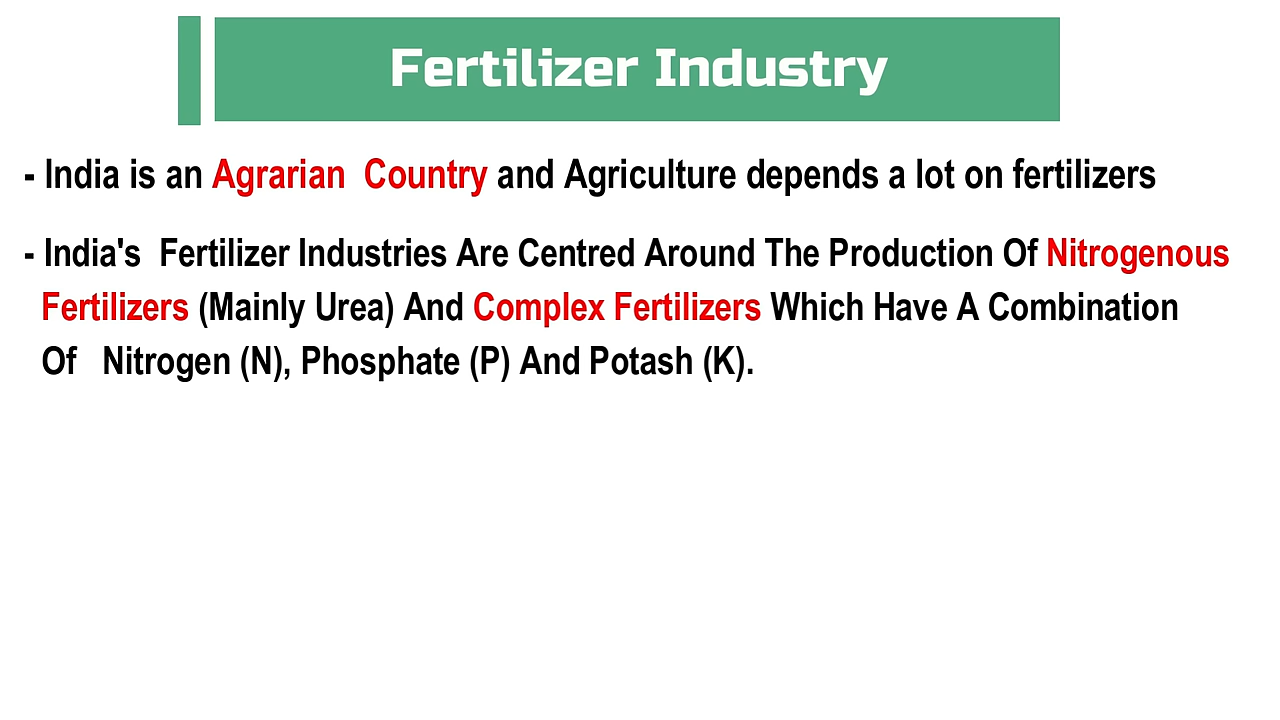 Fertilizer Industry
- India is an Agrarian Country and Agriculture depends a lot on fertilizers
- India's Fertilizer Industries Are Centred Around The Production Of Nitrogenous
Fertilizers (Mainly Urea) And Complex Fertilizers Which Have A Combination
Of Nitrogen (N), Phosphate (P) And Potash (K).